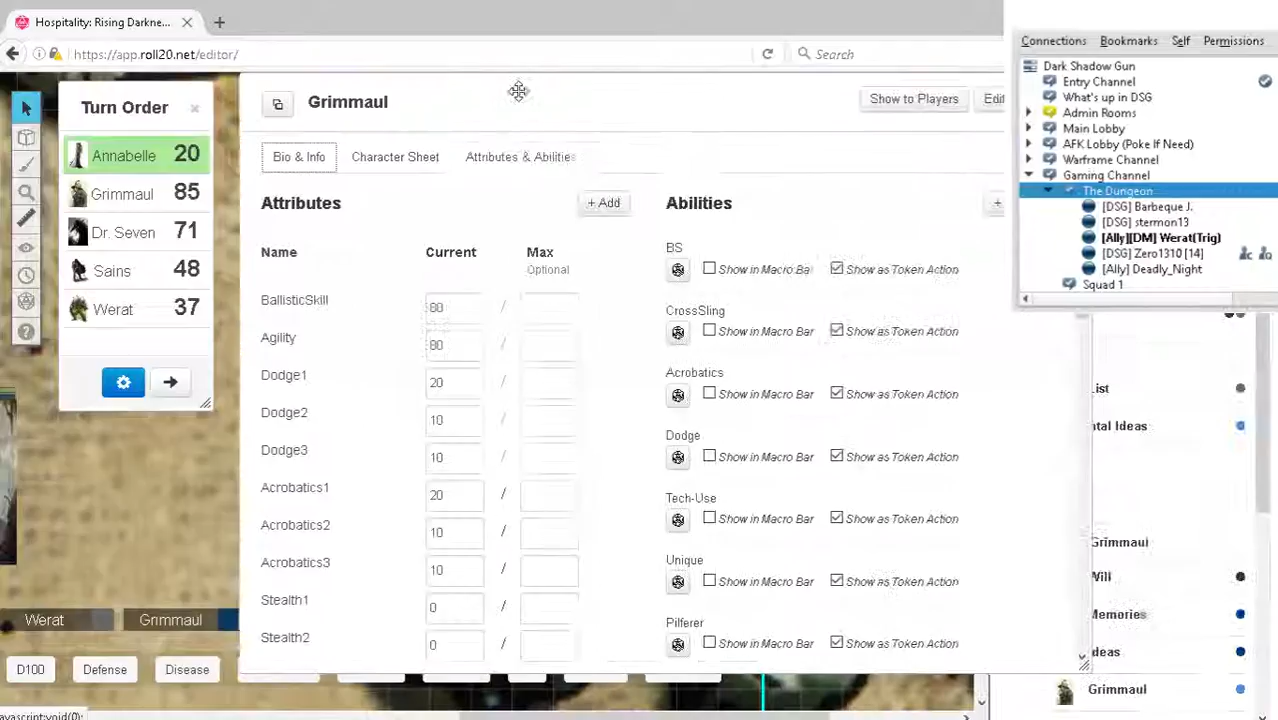 Hospitality: Rising Darkne...
https://app.roll20.net/editor/
Search
Turn Order
Annabelle 20
Grimmaul 85
Dr. Seven 71
Sains 48
Werat 37
Grimmaul
Show to Players
Edi
Bio & Info
Character Sheet
Attributes & Abilities
Attributes
+ Add
Name
Current
Max
Optional
BallisticSkill 80 /
Agility 80 /
Dodge1 20 /
Dodge2 10 /
Dodge3 10 /
Acrobatics1 20 /
Acrobatics2 10 /
Acrobatics3 10 /
Stealth1 0 /
Stealth2 0 /
Abilities
+
BS
Show in Macro Bar Show as Token Action
CrossSling
Show in Macro Bar Show as Token Action
Acrobatics
Show in Macro Bar Show as Token Action
Dodge
Show in Macro Bar Show as Token Action
Tech-Use
Show in Macro Bar Show as Token Action
Unique
Show in Macro Bar Show as Token Action
Pilferer
Show in Macro Bar Show as Token Action
Connections Bookmarks Self Permissions
Dark Shadow Gun
Entry Channel
What's up in DSG
Admin Rooms
Main Lobby
AFK Lobby (Poke If Need)
Warframe Channel
Gaming Channel
The Dungeon
[DSG] Barbeque J.
[DSG] stermon13
[Ally][DM] Werat(Trig)
[DSG] Zero1310 [14]
[Ally] Deadly_Night
Squad 1
List
ntal Ideas
Grimmaul
Will
Memories
Ideas
Grimmaul
Werat
Grimmaul
D100
Defense
Disease
avascript:void(0);